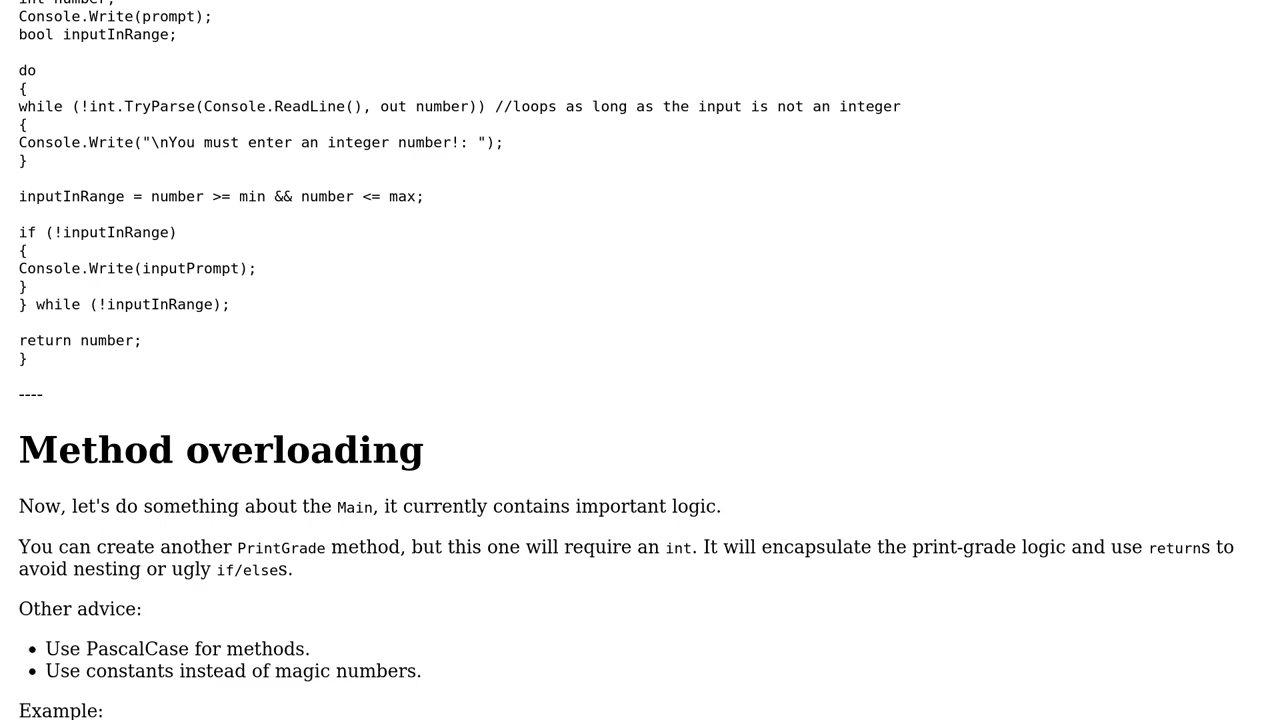 int number;
Console.Write(prompt);
bool inputInRange;
do
{
while (!int.TryParse(Console.ReadLine(), out number)) //loops as long as the input is not an integer
{
Console.Write("\nYou must enter an integer number!: ");
}
inputInRange = number >= min && number <= max;
if (!inputInRange)
{
Console.Write(inputPrompt);
}
} while (!inputInRange);
return number;
}
----
Method overloading
Now, let's do something about the Main, it currently contains important logic.
You can create another PrintGrade method, but this one will require an int. It will encapsulate the print-grade logic and use returns to
avoid nesting or ugly if/elses.
Other advice:
• Use PascalCase for methods.
• Use constants instead of magic numbers.
Example: